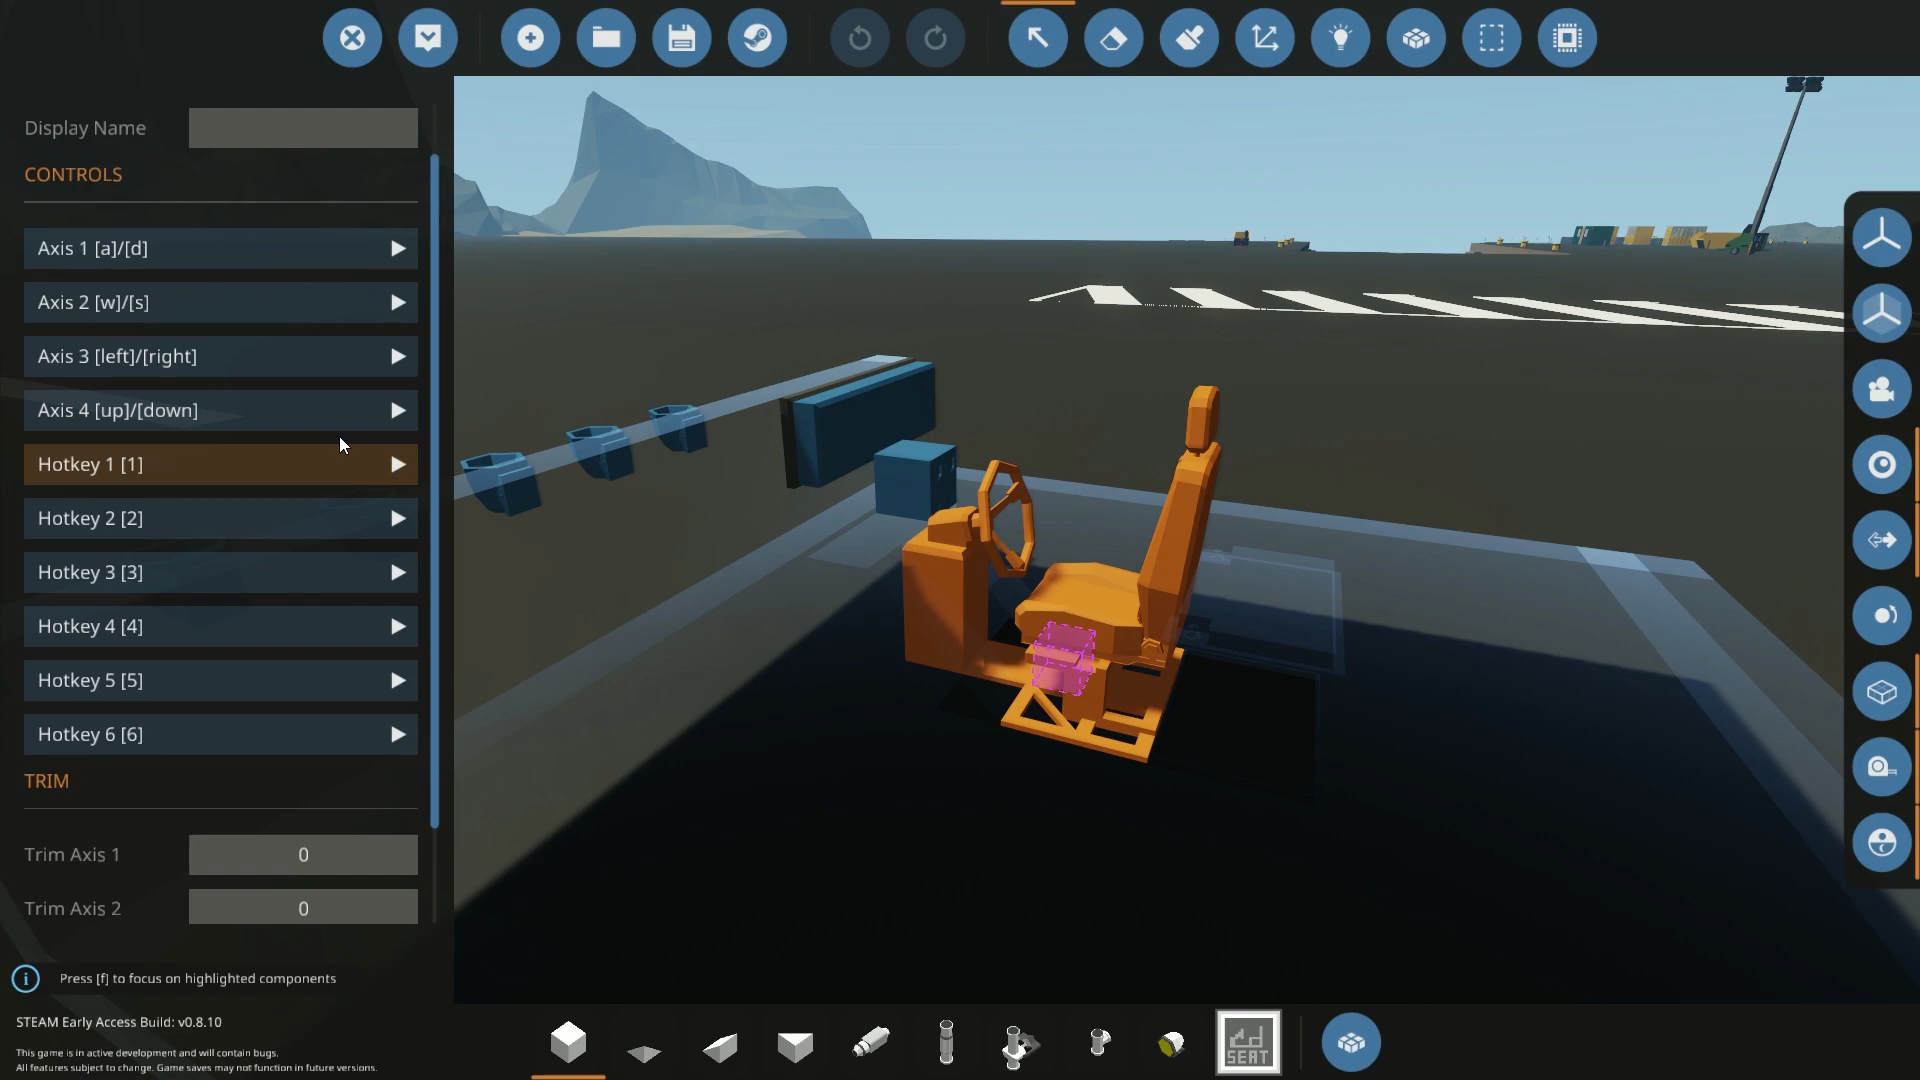 Display Name
CONTROLS
Axis 1 [a]/[d]
Axis 2 [w]/[s]
Axis 3 [left]/[right]
Axis 4 [up]/[down]
Hotkey 1 [1]
Hotkey 2 [2]
Hotkey 3 [3]
Hotkey 4 [4]
Hotkey 5 [5]
Hotkey 6 [6]
TRIM
Trim Axis 1 0
Trim Axis 2 0
Press [f] to focus on highlighted components
STEAM Early Access Build: v0.8.10
This game is in active development and will contain bugs.
All features subject to change. Game saves may not function in future versions.
SEAT